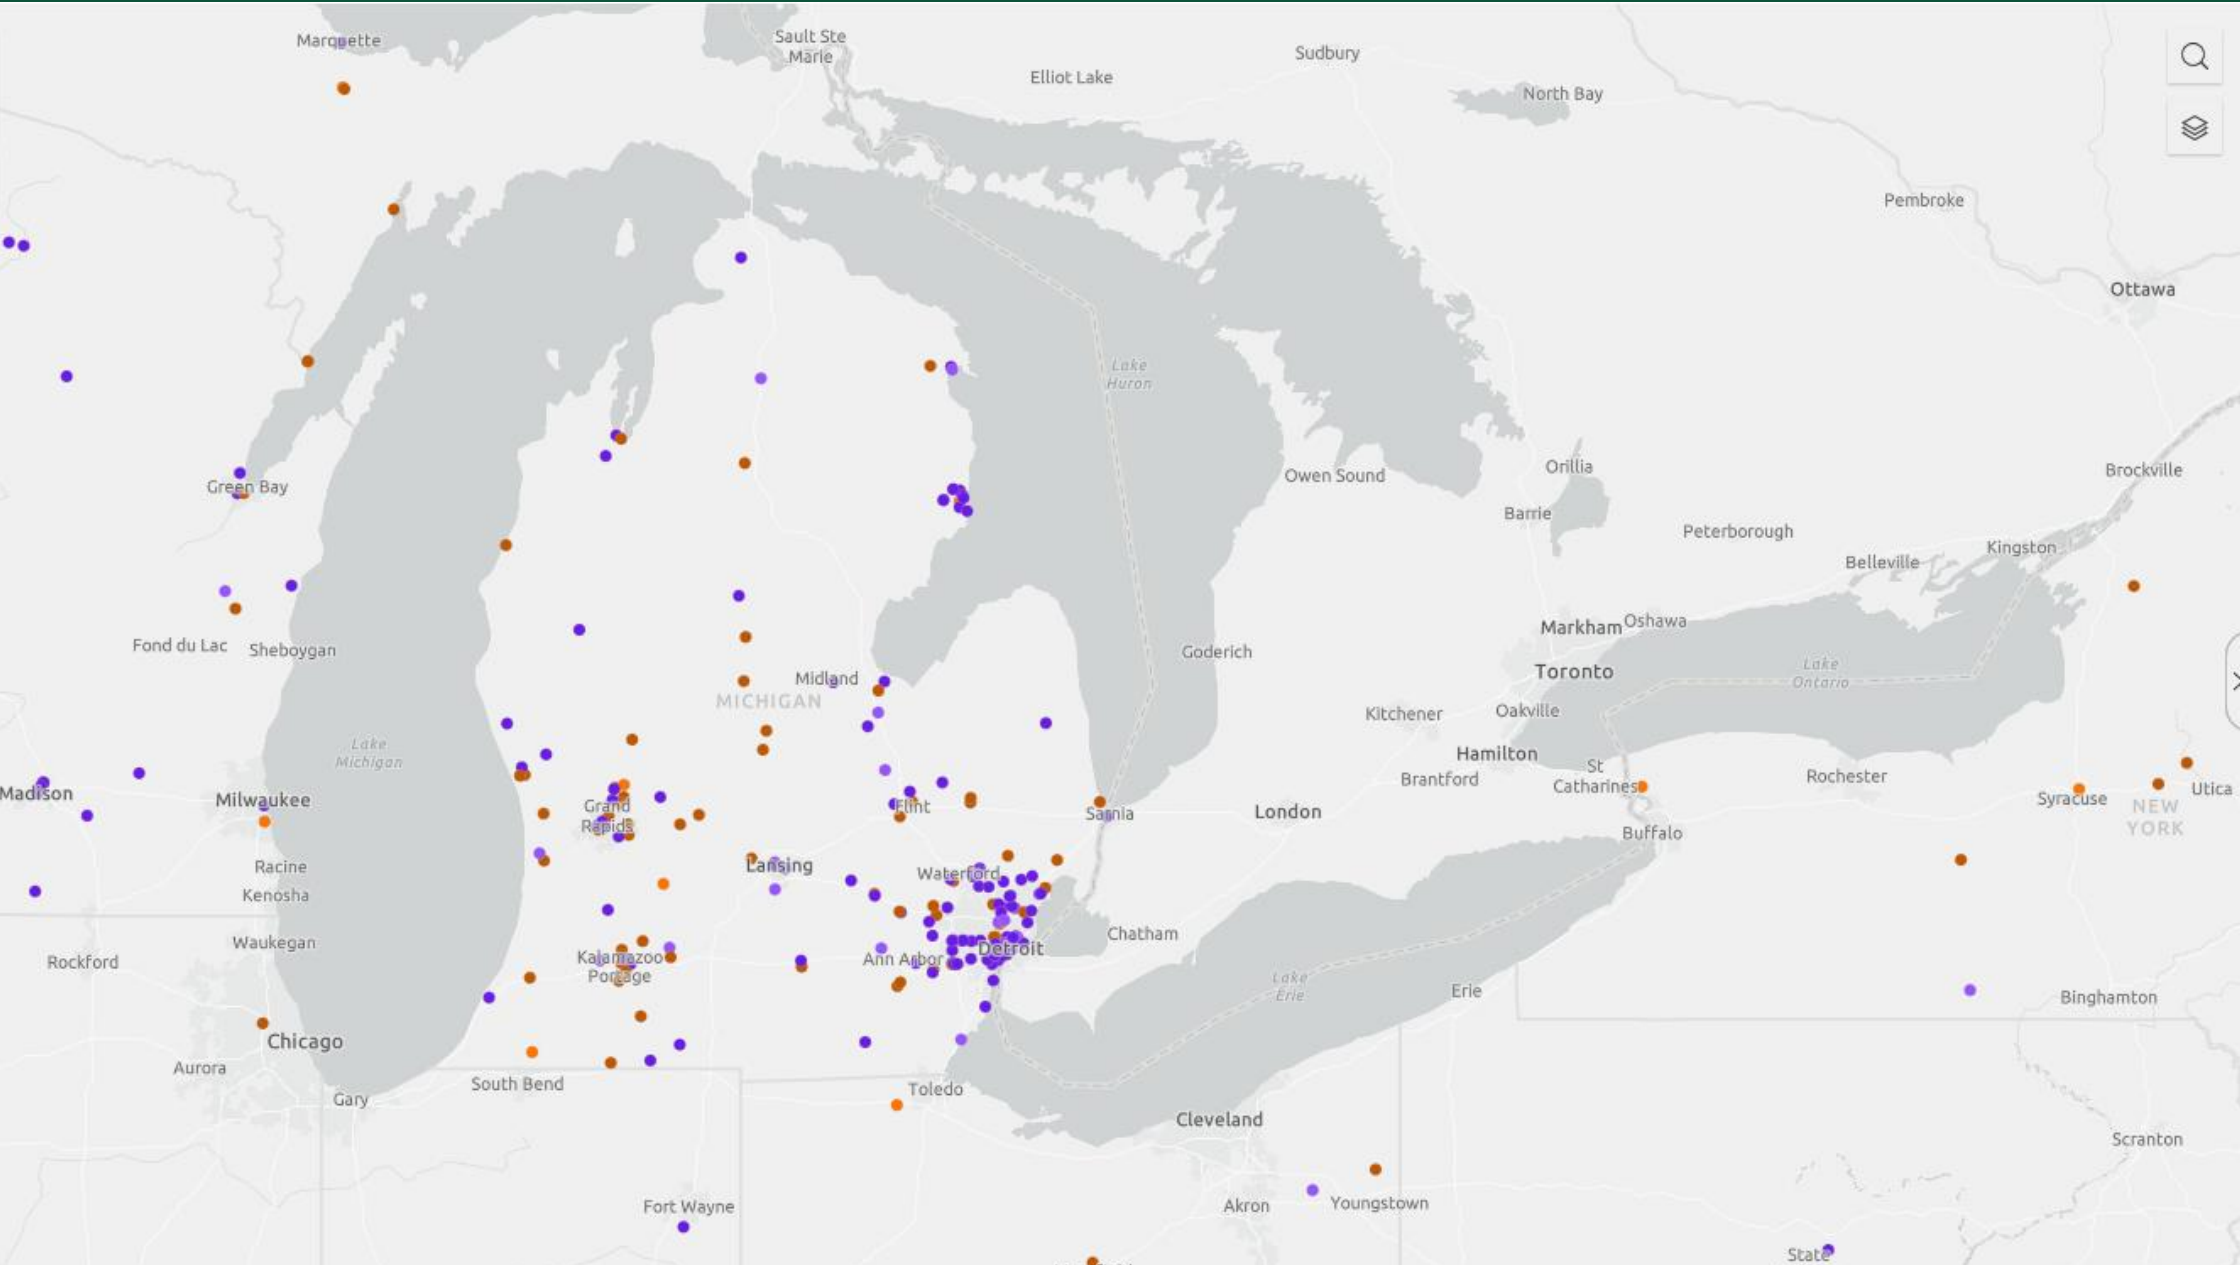 Marquette
Sault Ste
Marie
Sudbury
Elliot Lake
North Bay
Pembroke
Ottawa
Lake
Huron
Green Bay
Owen Sound
Orillia
Brockville
Barrie
Peterborough
Kingston
Belleville
Fond du Lac
Sheboygan
Markham
Oshawa
Goderich
Toronto
Lake
Ontario
Midland
MICHIGAN
Kitchener
Oakville
Lake
Michigan
Hamilton
St
Catharines
Brantford
Rochester
Madison
Milwaukee
Grand
Rapids
Flint
Sarnia
London
Syracuse
Utica
NEW
YORK
Buffalo
Racine
Lansing
Waterford
Kenosha
Waukegan
Rockford
Kalamazoo
Portage
Ann Arbor
Detroit
Chatham
Lake
Erie
Erie
Binghamton
Chicago
Aurora
South Bend
Gary
Toledo
Cleveland
Scranton
Fort Wayne
Akron
Youngstown
State